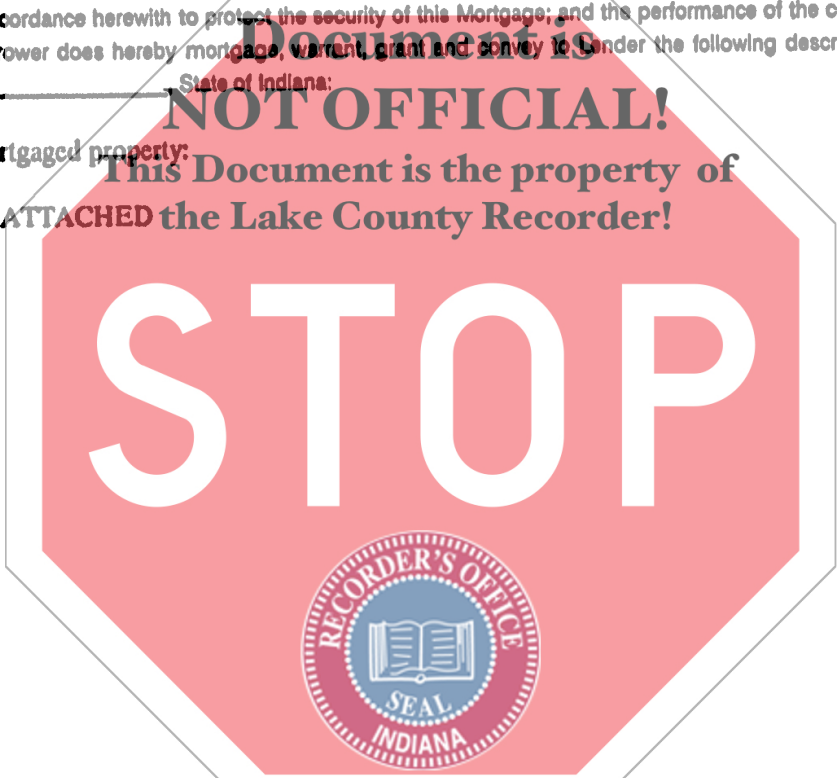 cordance herewith to protect the security of this Mortgage; and the performance of the c
Document is
ower does hereby mortgage, warrant, grant and convey to Lender the following descr
State of Indiana:
NOT OFFICIAL!
rtgaged property:
This Document is the property of
ATTACHED
the Lake County Recorder!
STOP
RECORDER'S OFFICE
SEAL
INDIANA